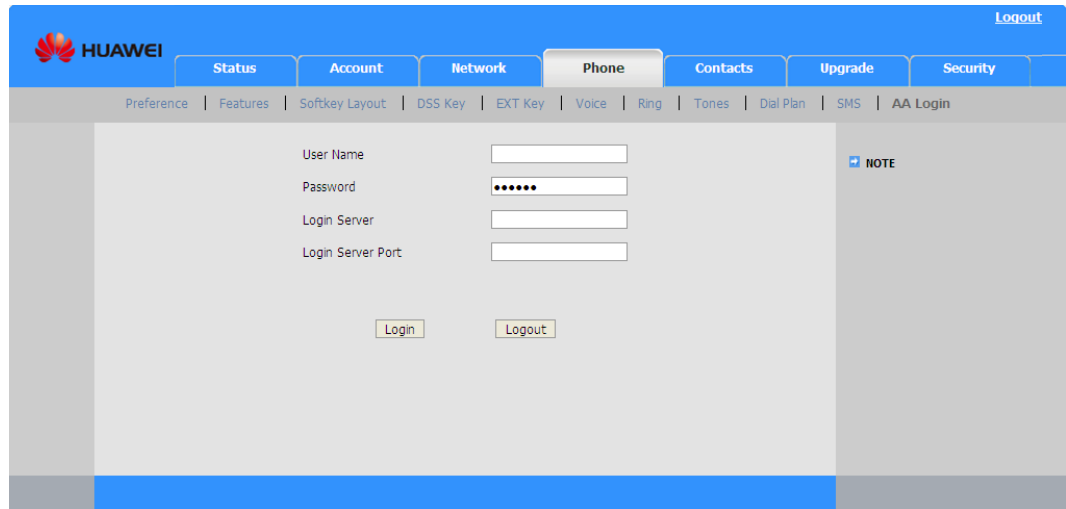 Logout
HUAWEI
Status Account Network Phone Contacts Upgrade Security
Preference | Features | Softkey Layout | DSS Key | EXT Key | Voice | Ring | Tones | Dial Plan | SMS | AA Login
User Name
NOTE
Password ••••••
Login Server
Login Server Port
Login Logout